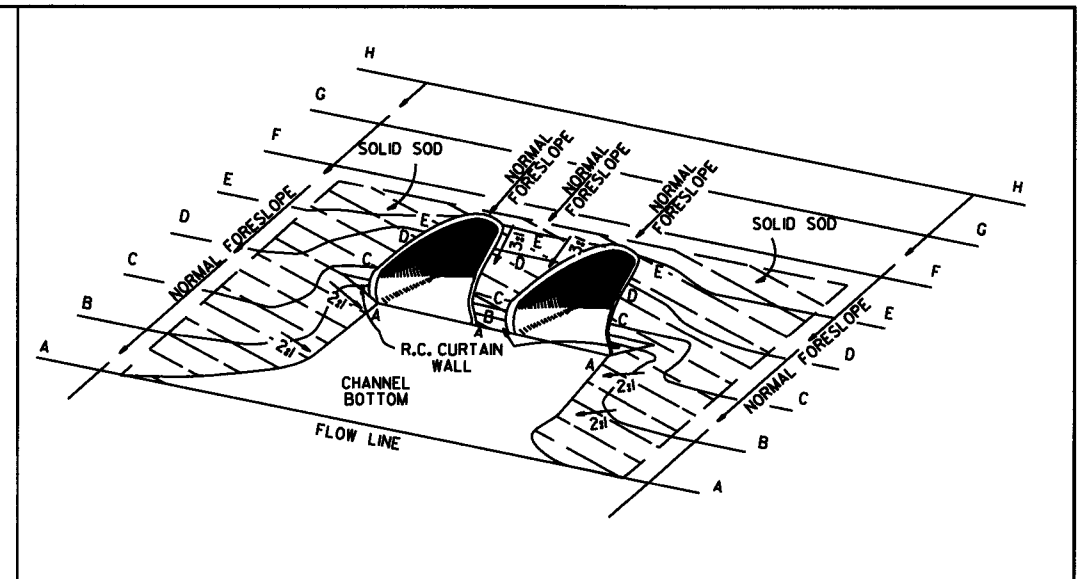 H
G
F
SOLID SOD
NORMAL FORESLOPE
NORMAL FORESLOPE
NORMAL FORESLOPE
H
E
D
C
B
A
NORMAL FORESLOPE
E
D
C
3:1
'E'
D
3:1
C
B
E
D
C
SOLID SOD
G
F
E
D
C
B
A
NORMAL FORESLOPE
2:1
2:1
A
A
A
2:1
2:1
R.C. CURTAIN
WALL
CHANNEL
BOTTOM
FLOW LINE